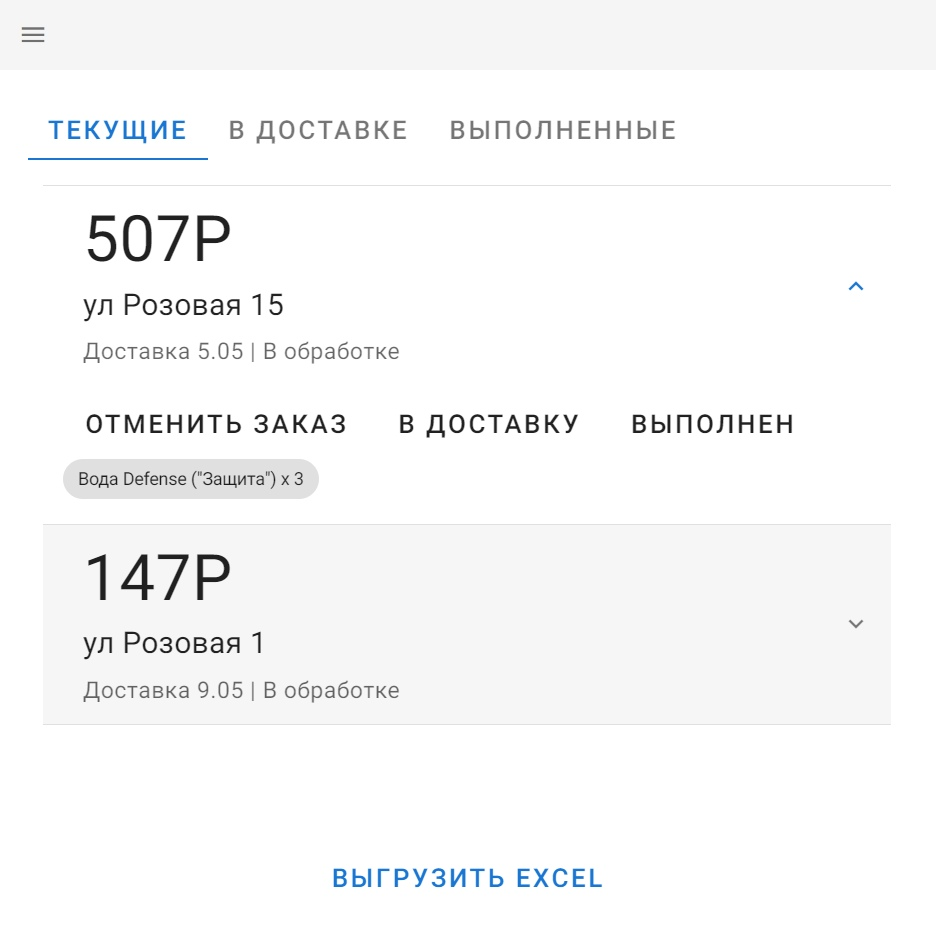 ТЕКУЩИЕ В ДОСТАВКЕ ВЫПОЛНЕННЫЕ
507Р
ул Розовая 15
Доставка 5.05 | В обработке
ОТМЕНИТЬ ЗАКАЗ В ДОСТАВКУ ВЫПОЛНЕН
Вода Defense ("Защита") x 3
147Р
ул Розовая 1
Доставка 9.05 | В обработке
ВЫГРУЗИТЬ EXCEL